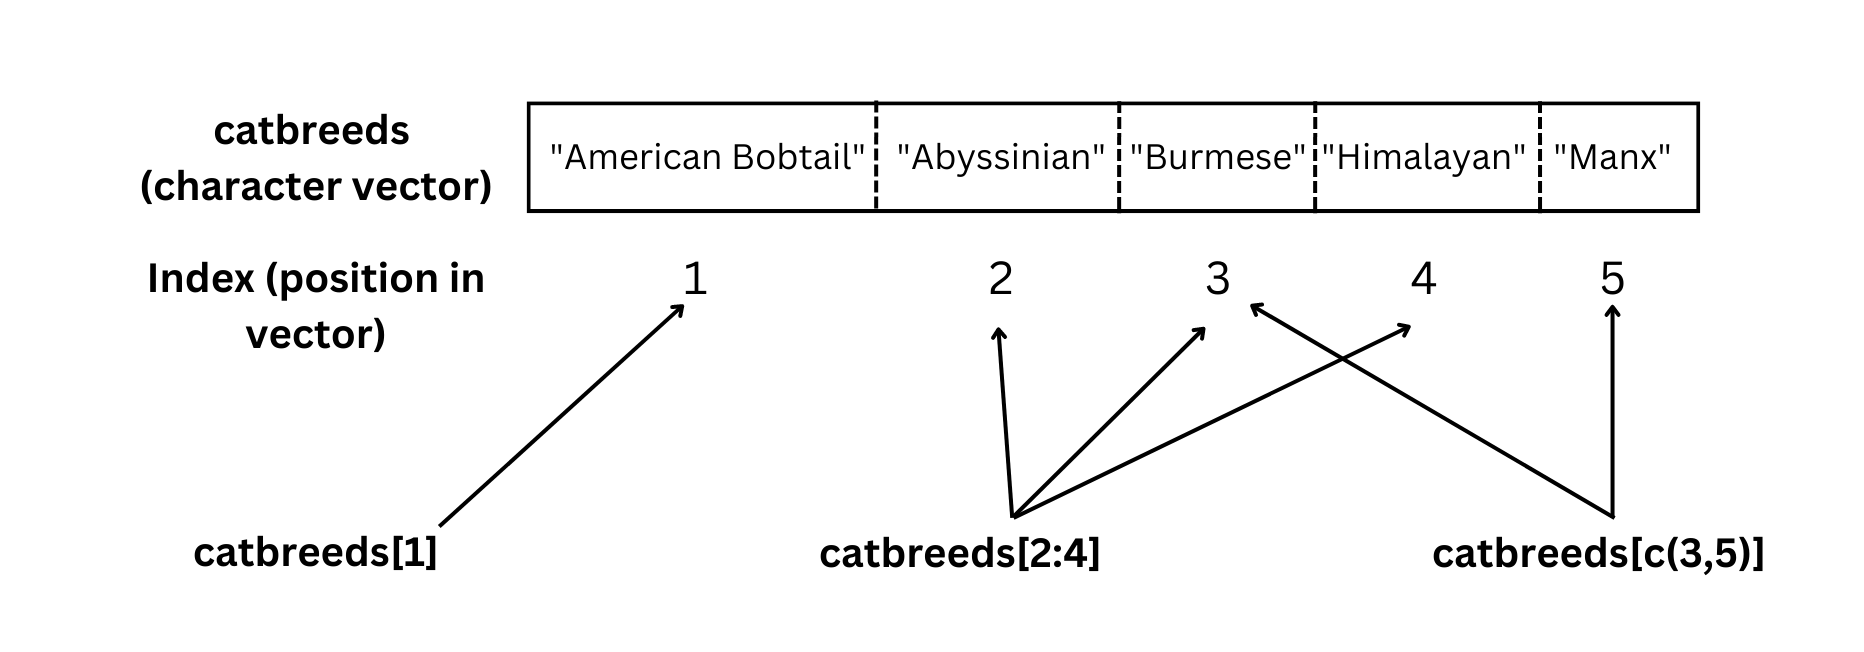 catbreeds
(character vector)
"American Bobtail" "Abyssinian" "Burmese" "Himalayan" "Manx"
Index (position in
vector)
1 2 3 4 5
catbreeds[1] catbreeds[2:4] catbreeds[c(3,5)]